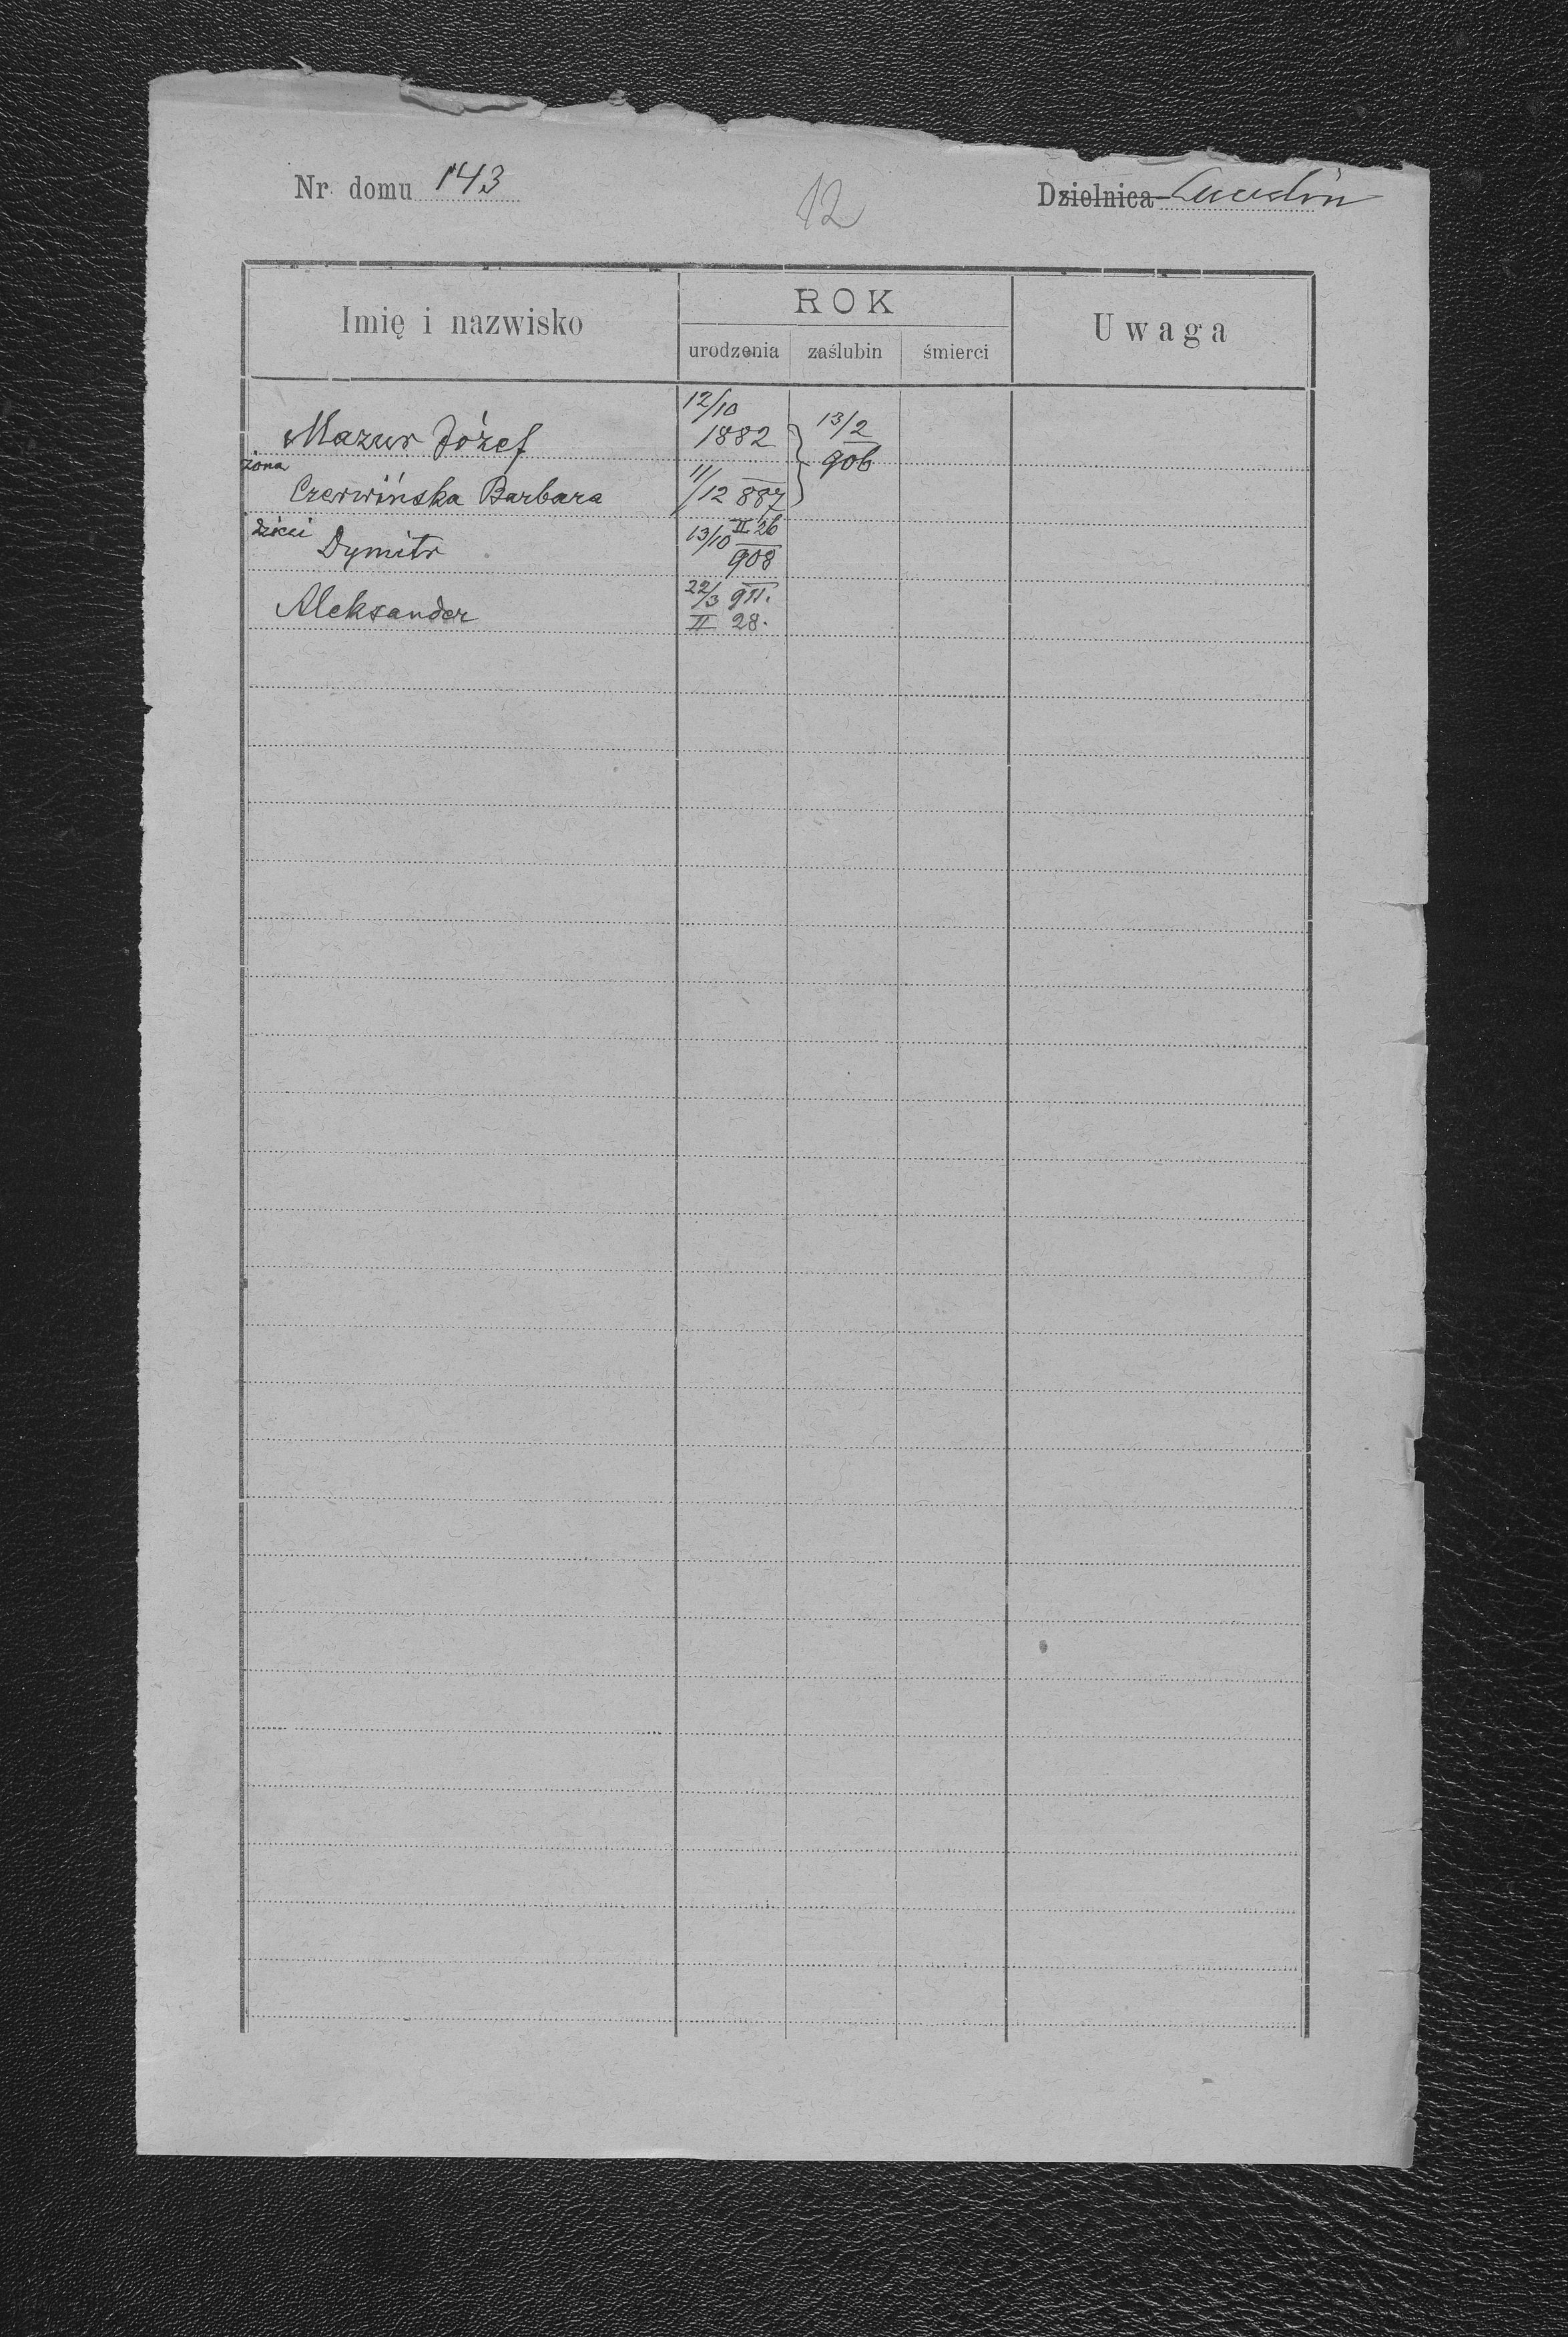 Nr. domu 143
12
Dzielnica
Imię i nazwisko
ROK
urodzenia zaślubin śmierci
Uwaga
12/10
Mazur Józef 1882 13/2
906
żona
Czerwińska Barbara 11/12 887
dzieci Dymitr 13/10 II 26
908
Aleksander 22/3 911.
II 28.